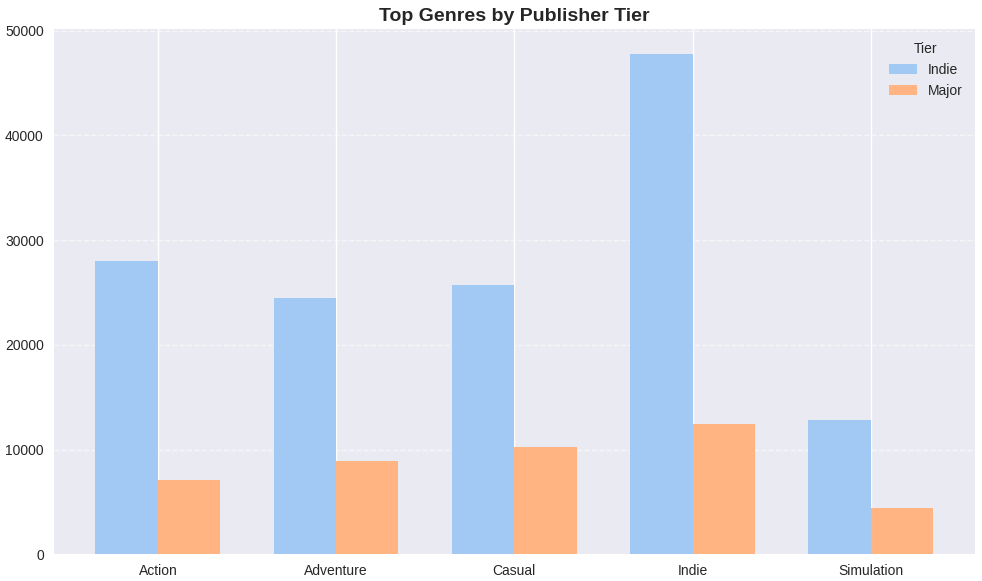 Top Genres by Publisher Tier
50000
40000
30000
20000
10000
0
Tier
Indie
Major
Action
Adventure
Casual
Indie
Simulation